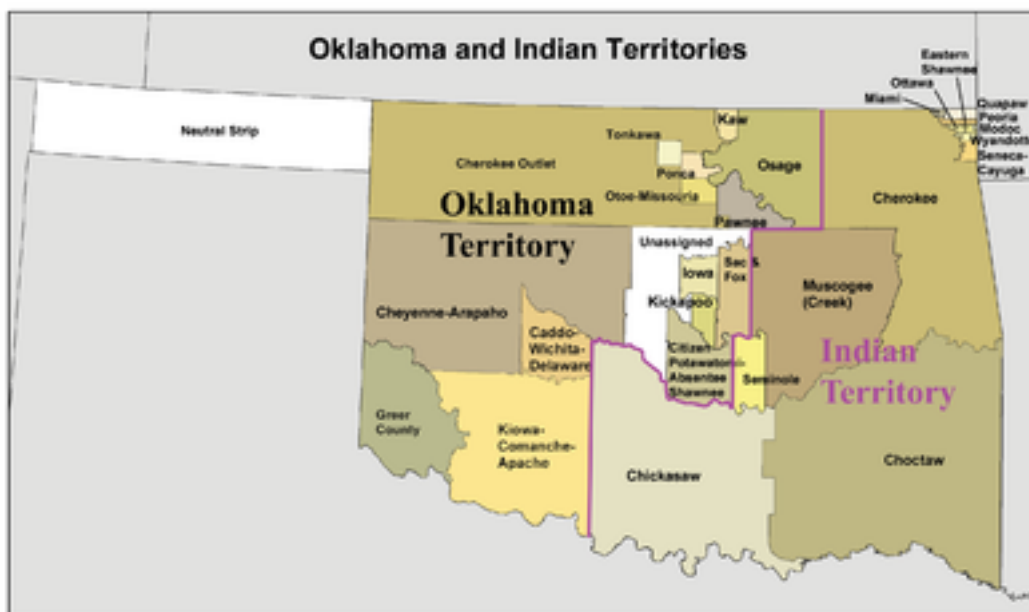 Oklahoma and Indian Territories
Eastern
Shawnee
Ottawa
Miami
Quapaw
Peoria
Modoc
Wyandotte
Seneca-
Cayuga
Neutral Strip
Kaw
Tonkawa
Cherokee Outlet
Ponca
Osage
Otoe-Missouria
Cherokee
Oklahoma
Territory
Pawnee
Unassigned
Sac &
Fox
Iowa
Muscogee
(Creek)
Kickapoo
Cheyenne-Arapaho
Caddo-
Wichita-
Delaware
Citizen
Potawatomi-
Absentee
Shawnee
Seminole
Indian
Territory
Greer
County
Kiowa-
Comanche-
Apache
Chickasaw
Choctaw